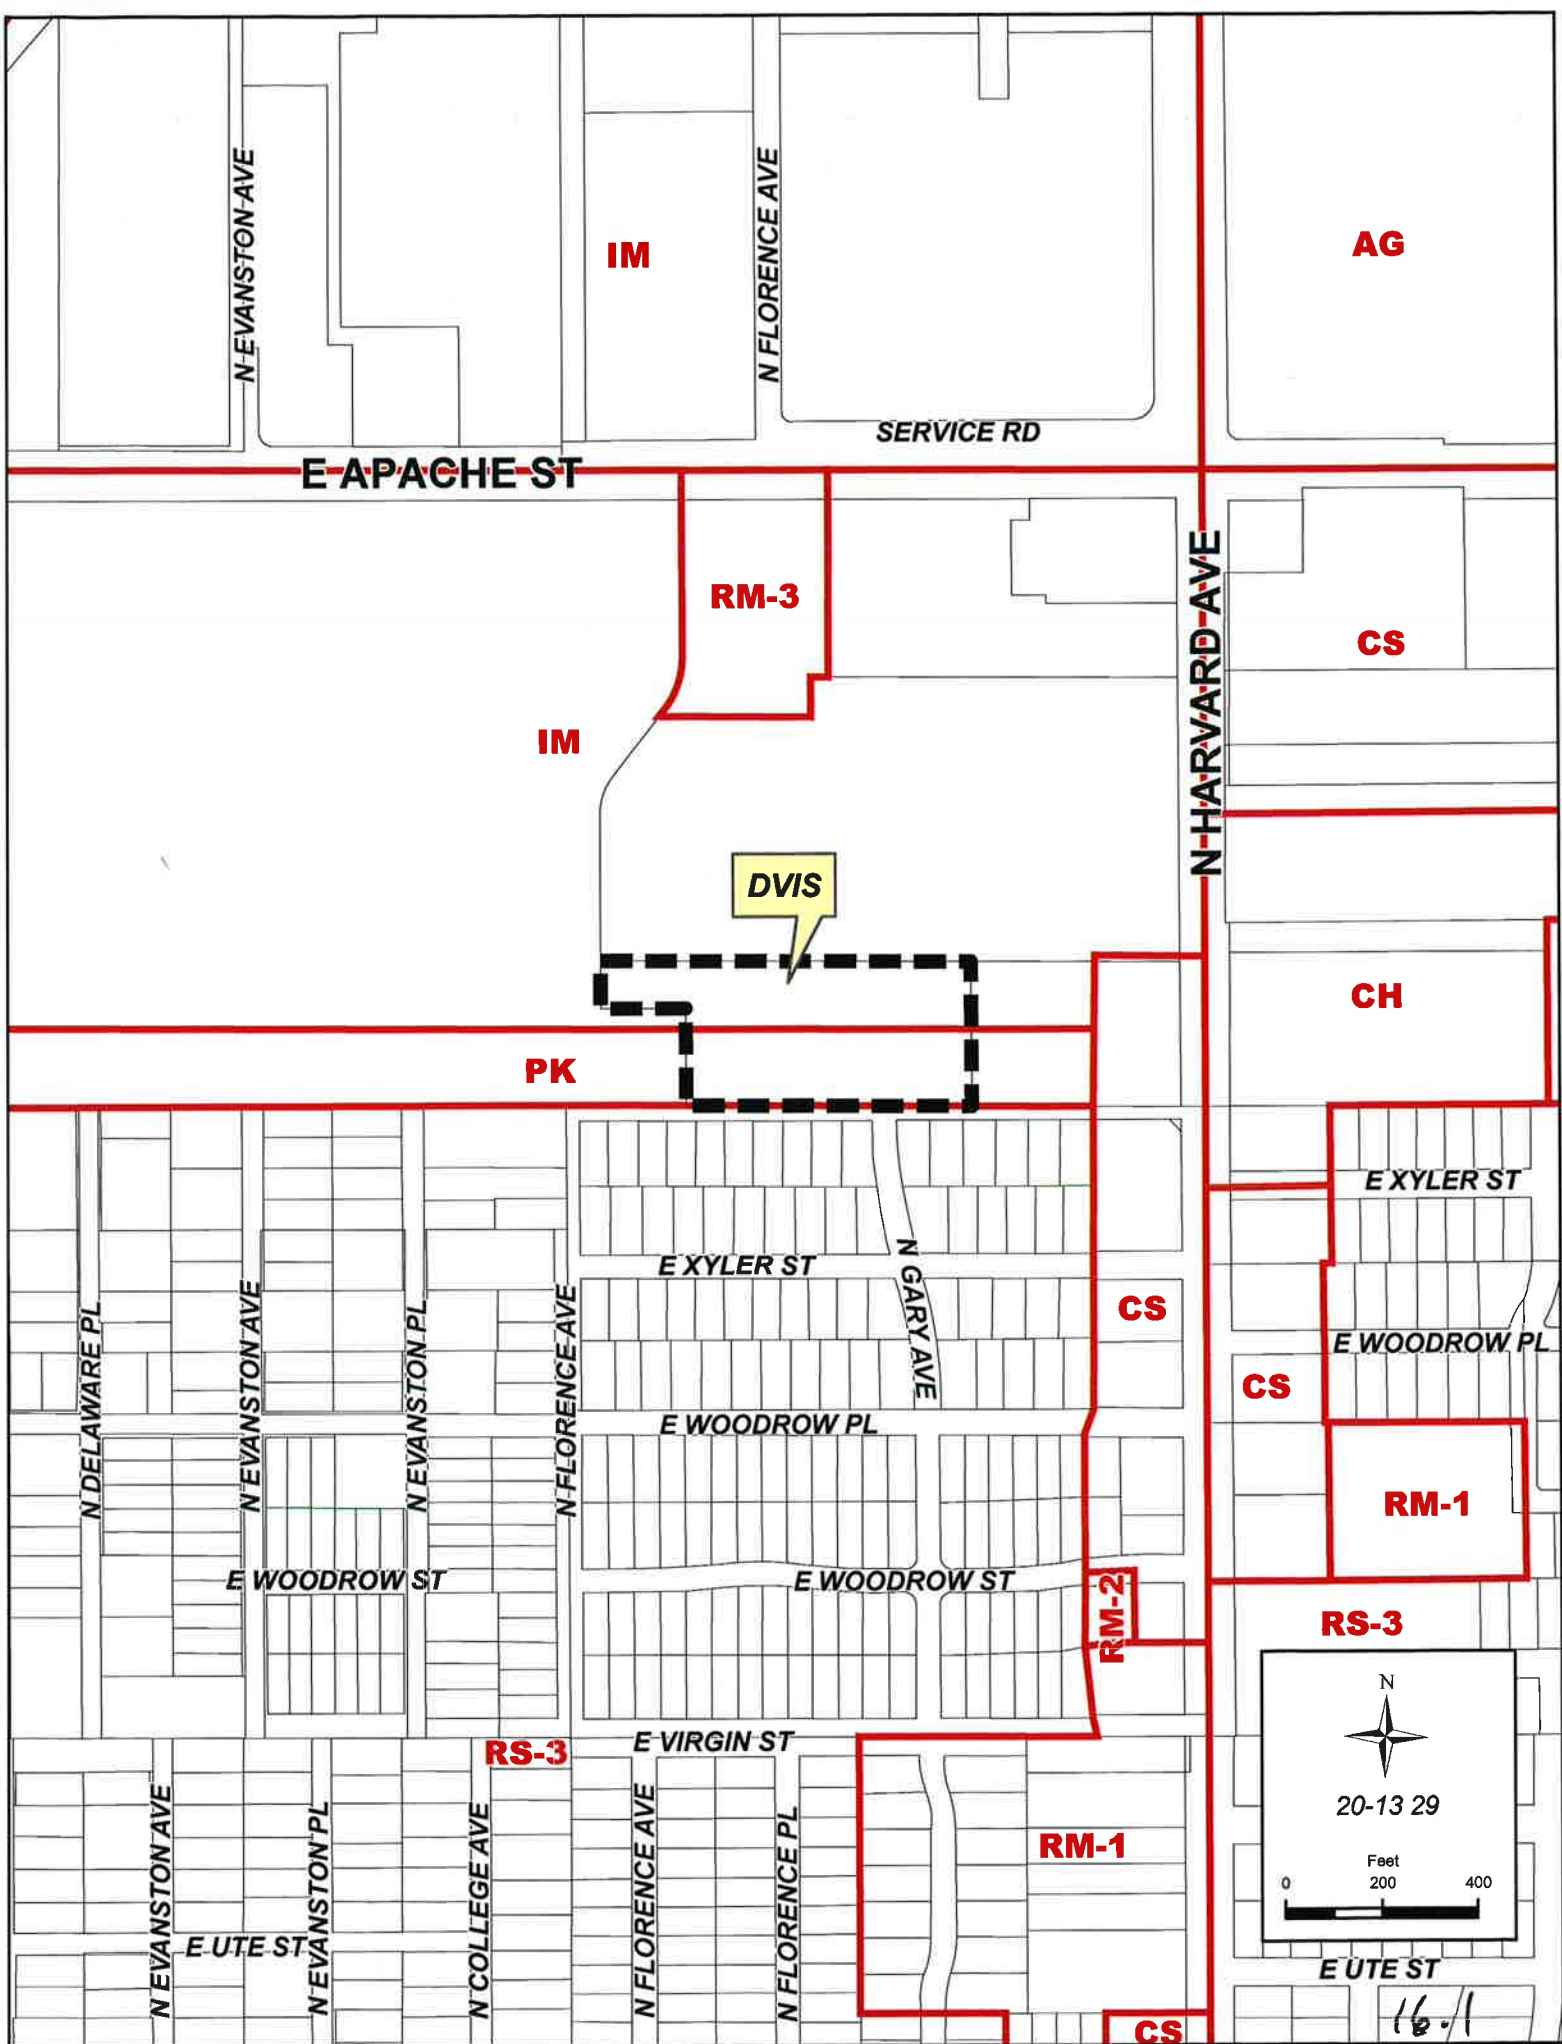 N EVANSTON AVE
IM
N FLORENCE AVE
AG
SERVICE RD
E APACHE ST
RM-3
N HARVARD AVE
CS
IM
DVIS
CH
PK
E XYLER ST
E XYLER ST
N GARY AVE
CS
N DELAWARE PL
N EVANSTON AVE
N EVANSTON PL
N FLORENCE AVE
E WOODROW PL
CS
E WOODROW PL
RM-1
E WOODROW ST
E WOODROW ST
RM-2
RS-3
N
20-13 29
Feet
0 200 400
E VIRGIN ST
RS-3
N EVANSTON AVE
N EVANSTON PL
N COLLEGE AVE
N FLORENCE AVE
N FLORENCE PL
RM-1
E UTE ST
E UTE ST
CS
16.1